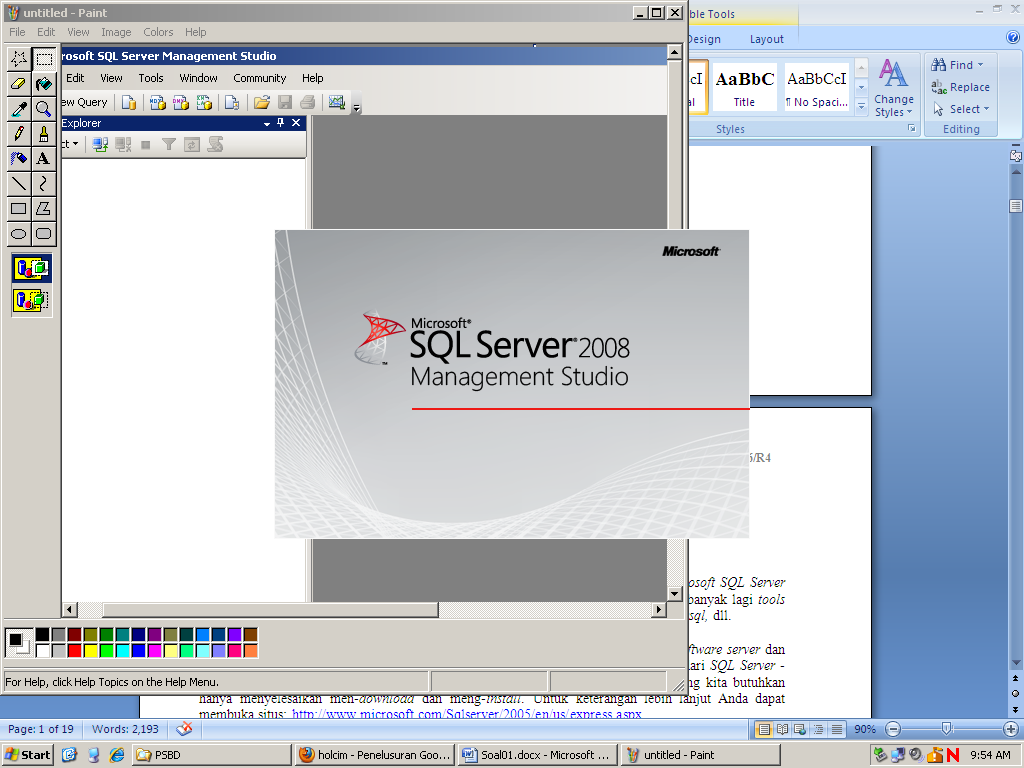 untitled - Paint
File Edit View Image Colors Help
rosoft SQL Server Management Studio
Edit View Tools Window Community Help
ew Query
Explorer
ct
Microsoft
Microsoft®
SQL Server® 2008
Management Studio
™
For Help, click Help Topics on the Help Menu.
ble Tools
Design Layout
AaBbC AaBbCcI
al Title ¶ No Spaci...
Change
Styles
Find
Replace
Select
Styles Editing
6/R4
osoft SQL Server
banyak lagi tools
sql, dll.
ftware server dan
ari SQL Server -
ng kita butuhkan
hanya menyelesaikan men-download dan meng-install. Untuk keterangan lebih lanjut Anda dapat
membuka situs: http://www.microsoft.com/Sqlserver/2005/en/us/express.aspx
Page: 1 of 19 Words: 2,193 90%
Start PSBD holcim - Penelusuran Goo... Soal01.docx - Microsoft ... untitled - Paint 9:54 AM